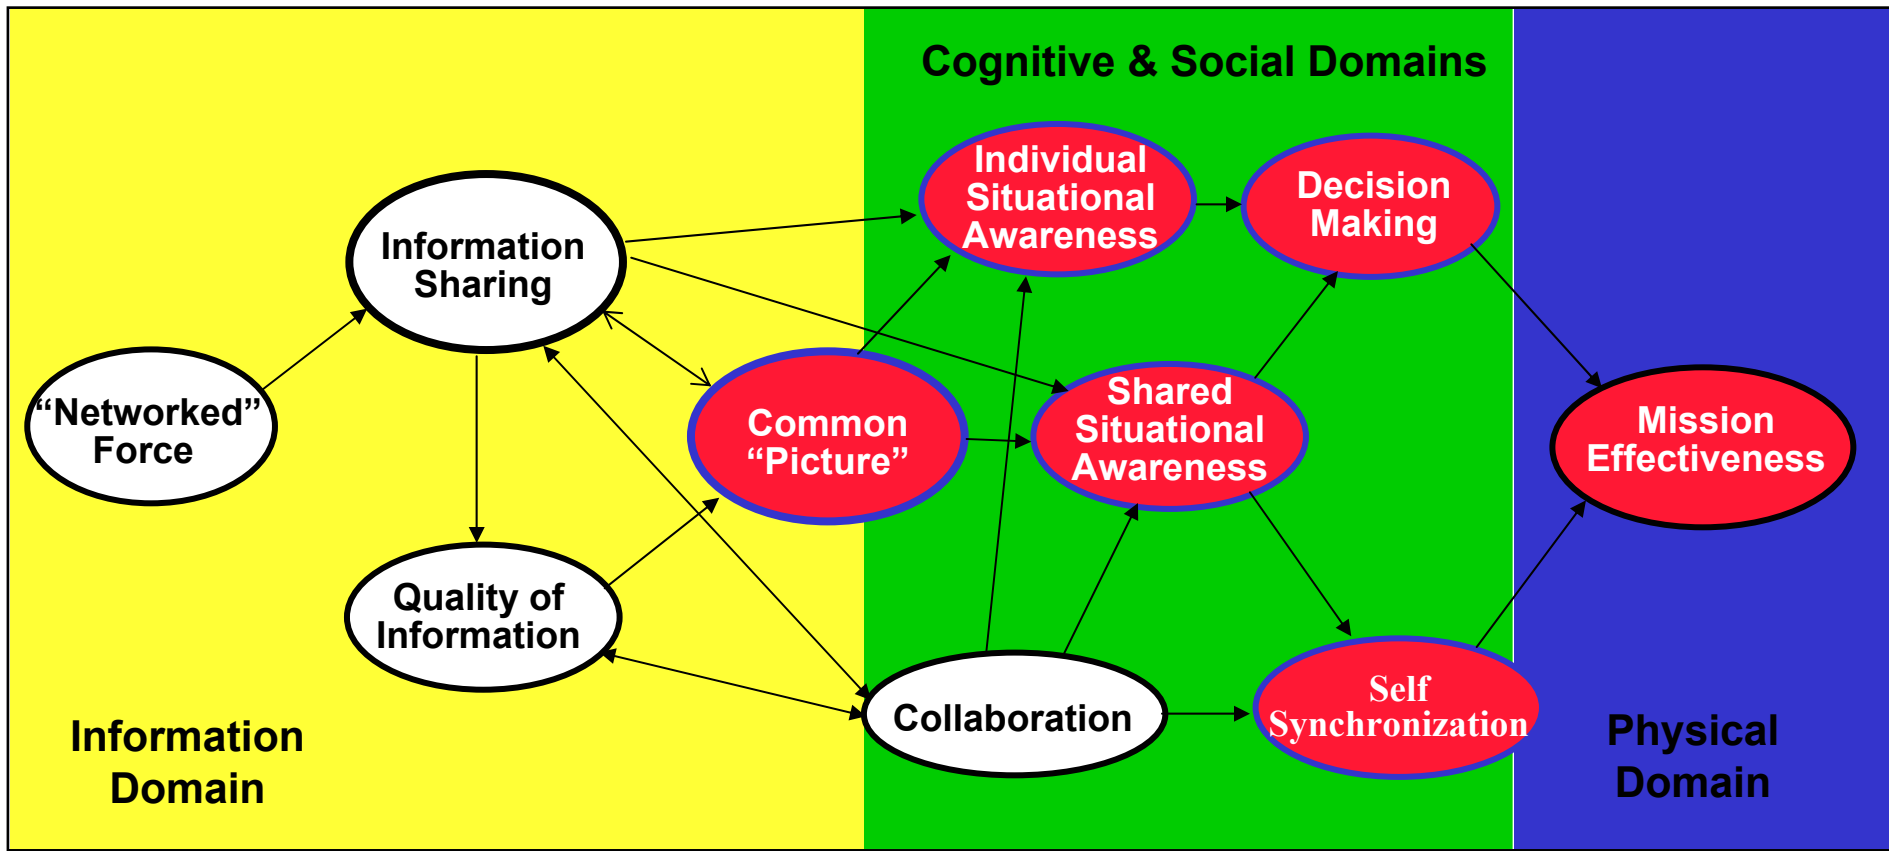 Cognitive & Social Domains
Individual
Situational
Awareness
Decision
Making
Information
Sharing
“Networked”
Force
Common
“Picture”
Shared
Situational
Awareness
Mission
Effectiveness
Quality of
Information
Collaboration
Self
Synchronization
Information
Domain
Physical
Domain